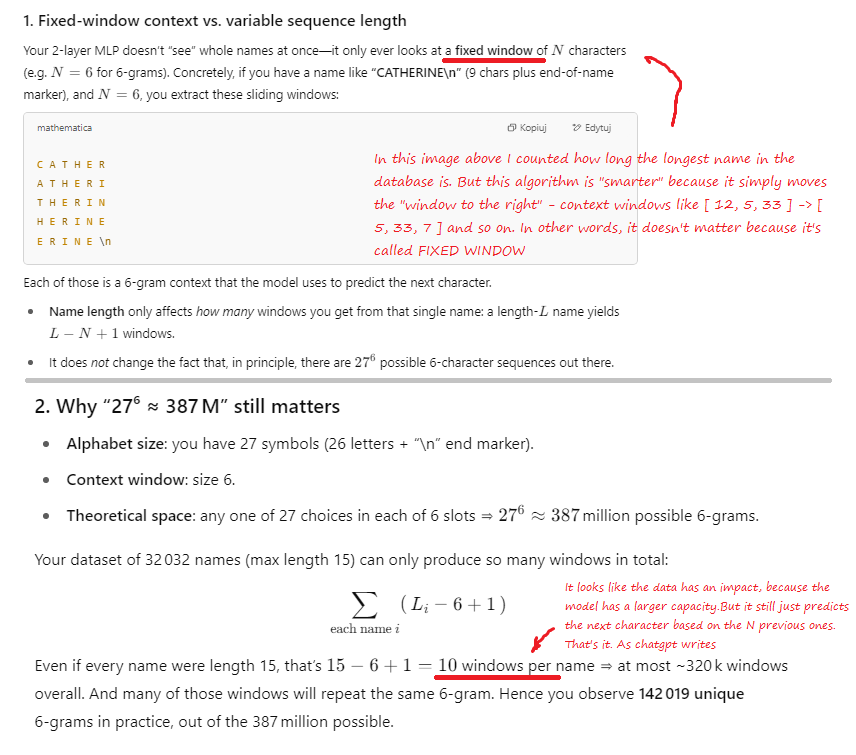 1. Fixed-window context vs. variable sequence length
Your 2-layer MLP doesn't "see" whole names at once—it only ever looks at a fixed window of N characters
(e.g. N = 6 for 6-grams). Concretely, if you have a name like "CATHERINE\n" (9 chars plus end-of-name
marker), and N = 6, you extract these sliding windows:
mathematica
Kopiuj
Edytuj
C A T H E R
A T H E R I
T H E R I N
H E R I N E
E R I N E \n
In this image above I counted how long the longest name in the
database is. But this algorithm is "smarter" because it simply moves
the "window to the right" - context windows like [ 12, 5, 33 ] -> [
5, 33, 7 ] and so on. In other words, it doesn't matter because it's
called FIXED WINDOW
Each of those is a 6-gram context that the model uses to predict the next character.
• Name length only affects how many windows you get from that single name: a length-L name yields
L − N + 1 windows.
• It does not change the fact that, in principle, there are 27⁶ possible 6-character sequences out there.
2. Why "27⁶ ≈ 387 M" still matters
• Alphabet size: you have 27 symbols (26 letters + "\n" end marker).
• Context window: size 6.
• Theoretical space: any one of 27 choices in each of 6 slots ⇒ 27⁶ ≈ 387 million possible 6-grams.
Your dataset of 32 032 names (max length 15) can only produce so many windows in total:
∑ (Lᵢ − 6 + 1)
each name i
It looks like the data has an impact, because the
model has a larger capacity.But it still just predicts
the next character based on the N previous ones.
That's it. As chatgpt writes
Even if every name were length 15, that's 15 − 6 + 1 = 10 windows per name ⇒ at most ~320 k windows
overall. And many of those windows will repeat the same 6-gram. Hence you observe 142 019 unique
6-grams in practice, out of the 387 million possible.